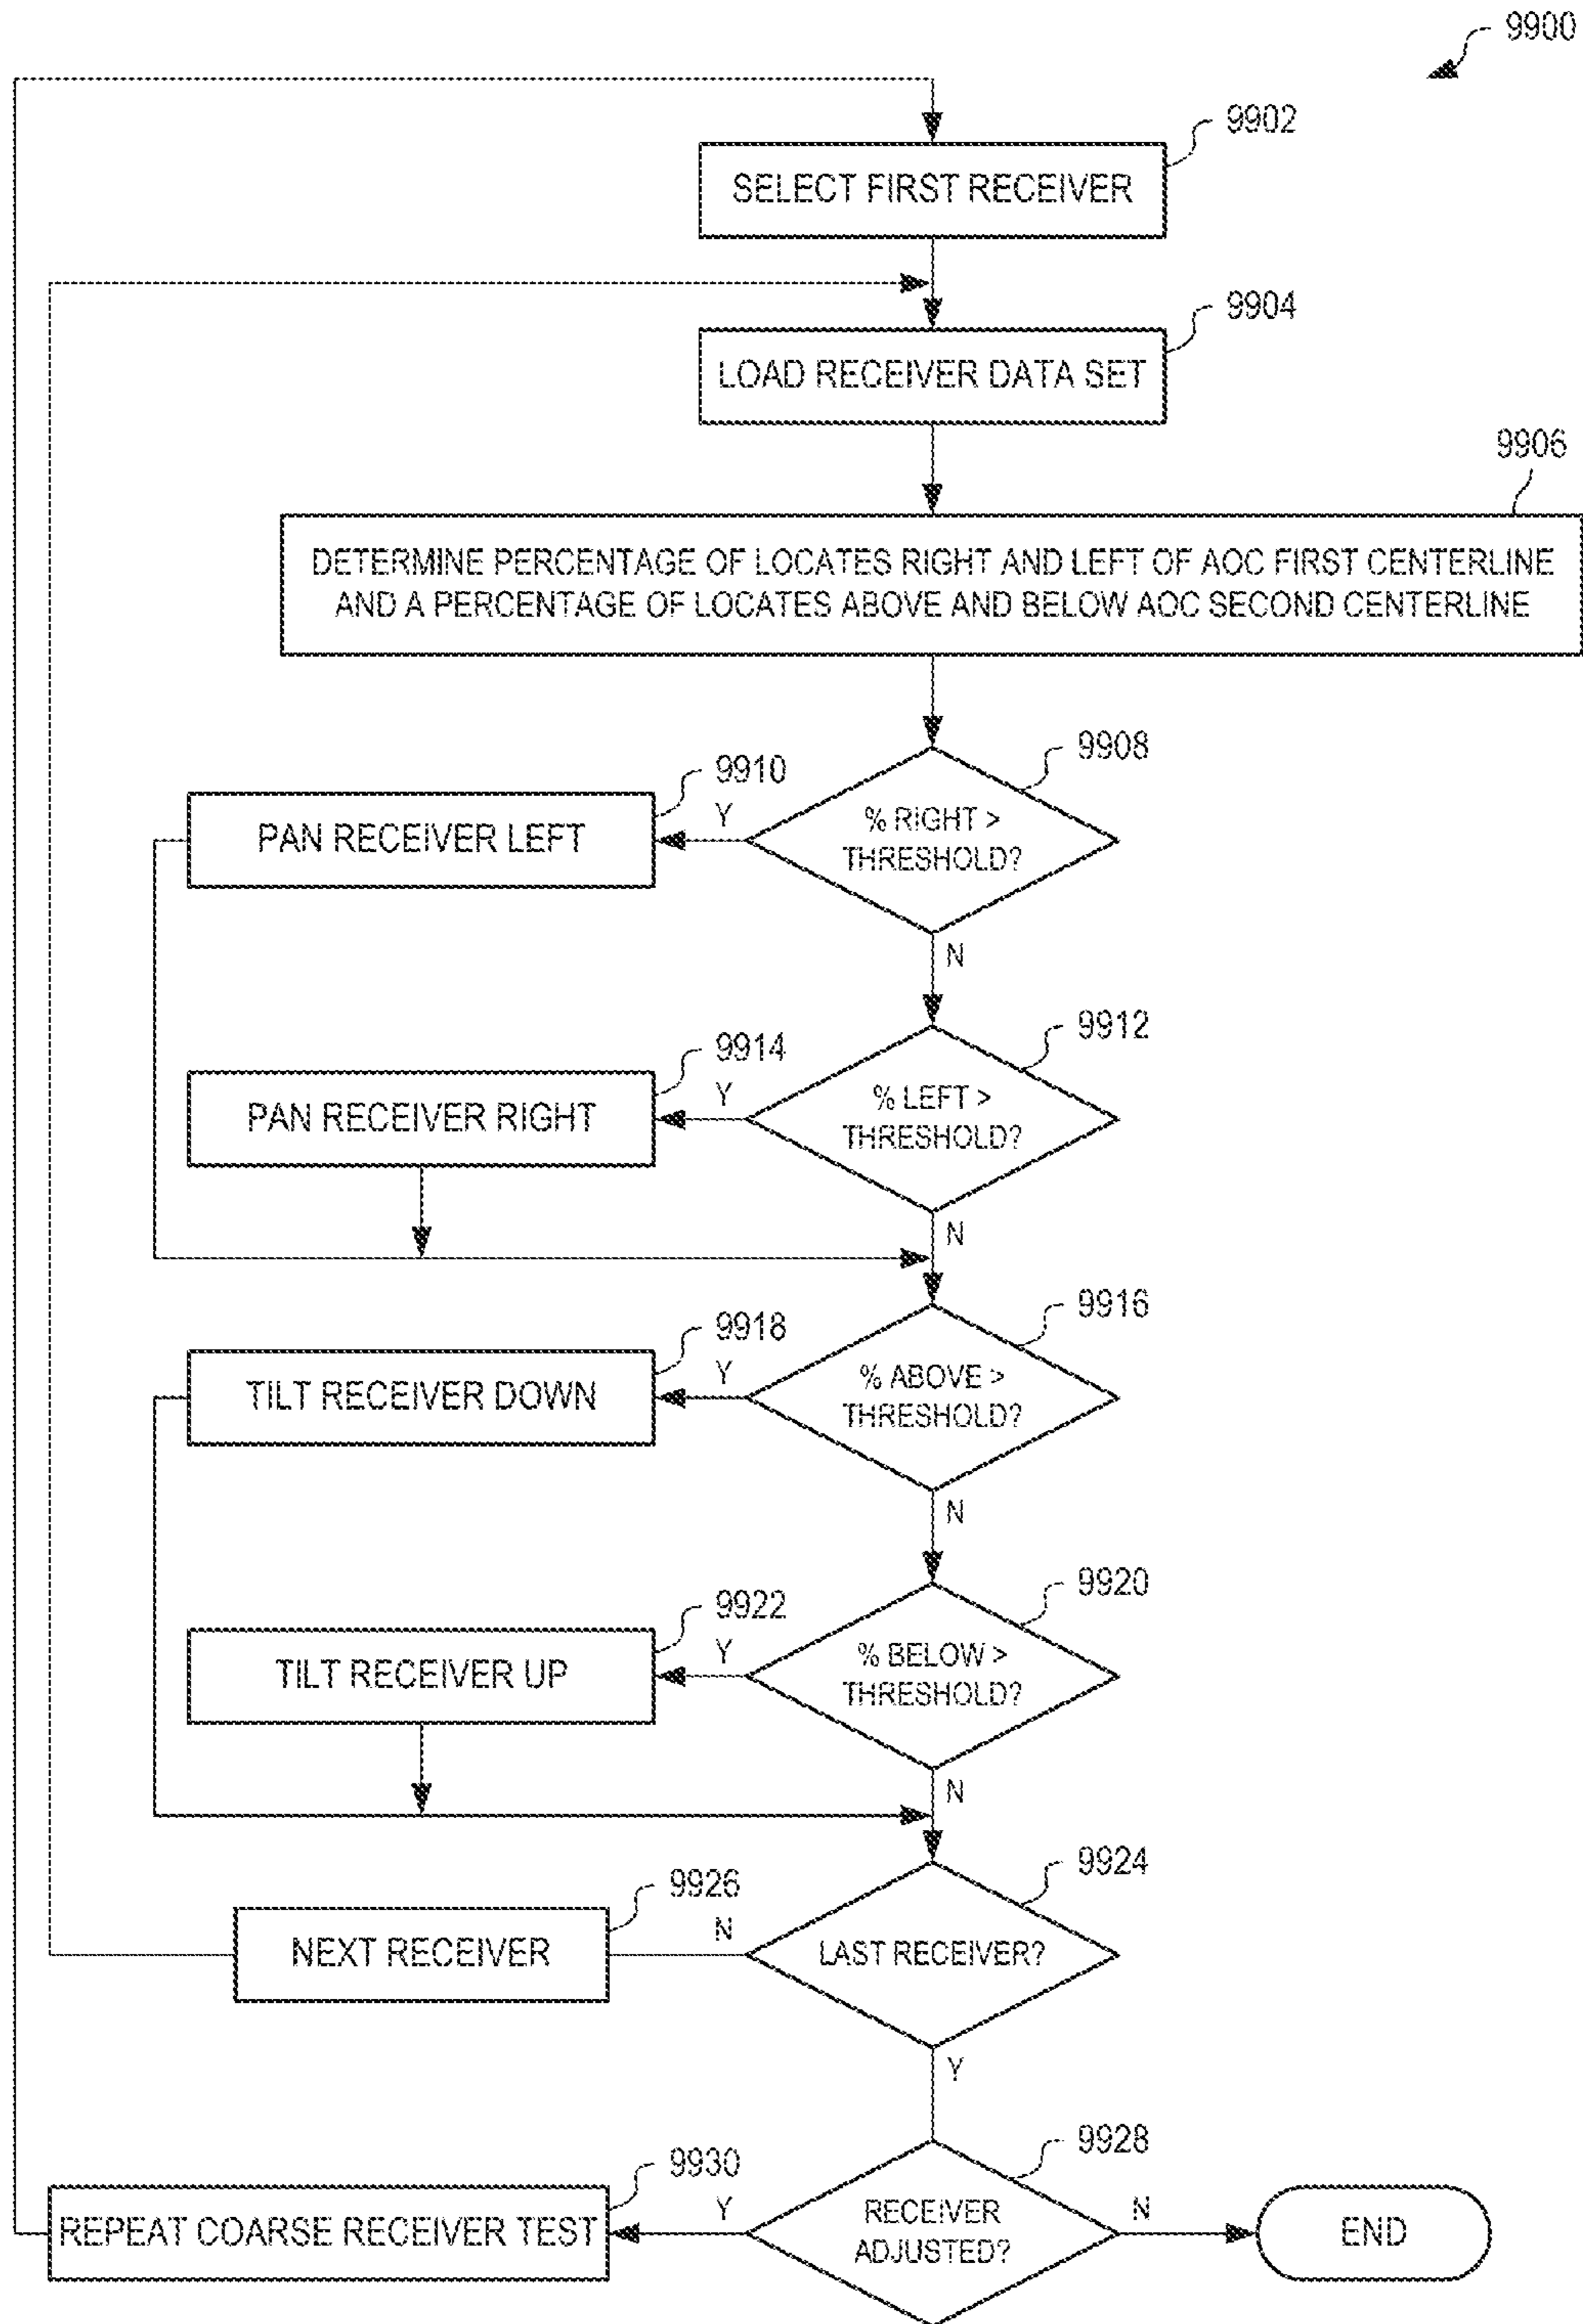 9900
9902
SELECT FIRST RECEIVER
9904
LOAD RECEIVER DATA SET
9906
DETERMINE PERCENTAGE OF LOCATES RIGHT AND LEFT OF AOC FIRST CENTERLINE
AND A PERCENTAGE OF LOCATES ABOVE AND BELOW AOC SECOND CENTERLINE
9908
9910
Y
% RIGHT >
THRESHOLD?
PAN RECEIVER LEFT
N
9912
9914
Y
% LEFT >
THRESHOLD?
PAN RECEIVER RIGHT
N
9916
9918
Y
% ABOVE >
THRESHOLD?
TILT RECEIVER DOWN
N
9920
9922
Y
% BELOW >
THRESHOLD?
TILT RECEIVER UP
N
9924
9926
N
LAST RECEIVER?
NEXT RECEIVER
Y
9928
9930
Y
RECEIVER
ADJUSTED?
N
REPEAT COARSE RECEIVER TEST
END